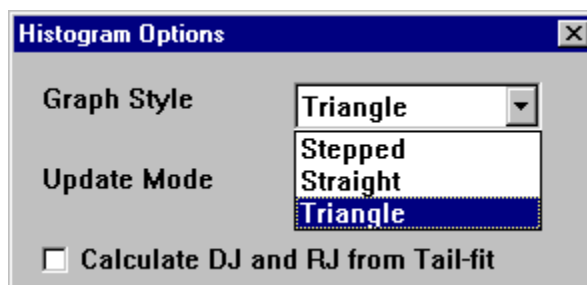 Histogram Options
Graph Style
Triangle
Stepped
Straight
Triangle
Update Mode
Calculate DJ and RJ from Tail-fit